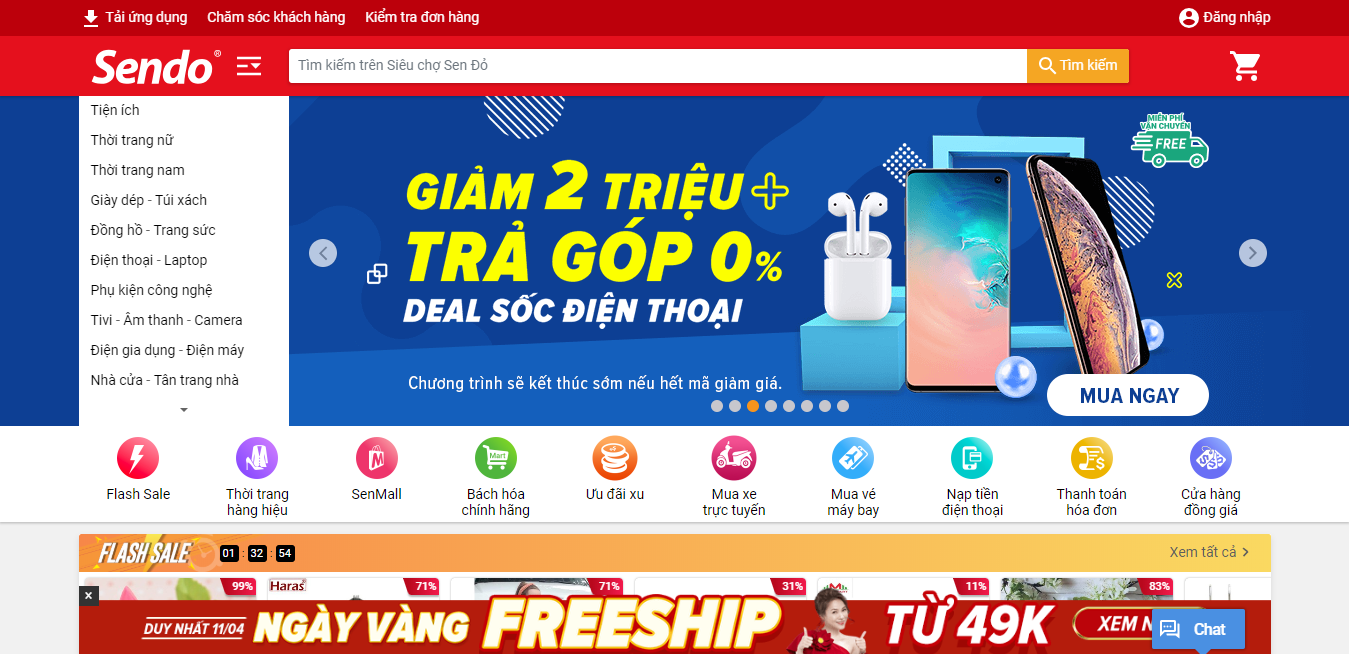 Tải ứng dụng
Chăm sóc khách hàng
Kiểm tra đơn hàng
Đăng nhập
Sendo®
Tìm kiếm trên Siêu chợ Sen Đỏ
Tìm kiếm
Tiện ích
Thời trang nữ
Thời trang nam
Giày dép - Túi xách
Đồng hồ - Trang sức
Điện thoại - Laptop
Phụ kiện công nghệ
Tivi - Âm thanh - Camera
Điện gia dụng - Điện máy
Nhà cửa - Tân trang nhà
GIẢM 2 TRIỆU
TRẢ GÓP 0%
DEAL SỐC ĐIỆN THOẠI
Chương trình sẽ kết thúc sớm nếu hết mã giảm giá.
MIỄN PHÍ
VẬN CHUYỂN
FREE
MUA NGAY
Flash Sale
Thời trang
hàng hiệu
SenMall
Mart
Bách hóa
chính hãng
Ưu đãi xu
Mua xe
trực tuyến
Mua vé
máy bay
Nạp tiền
điện thoại
Thanh toán
hóa đơn
Cửa hàng
đồng giá
FLASH SALE
01 : 32 : 54
Xem tất cả
99%
Haras
71%
71%
31%
11%
83%
DUY NHẤT 11/04
NGÀY VÀNG
FREESHIP
TỪ 49K
XEM
Chat